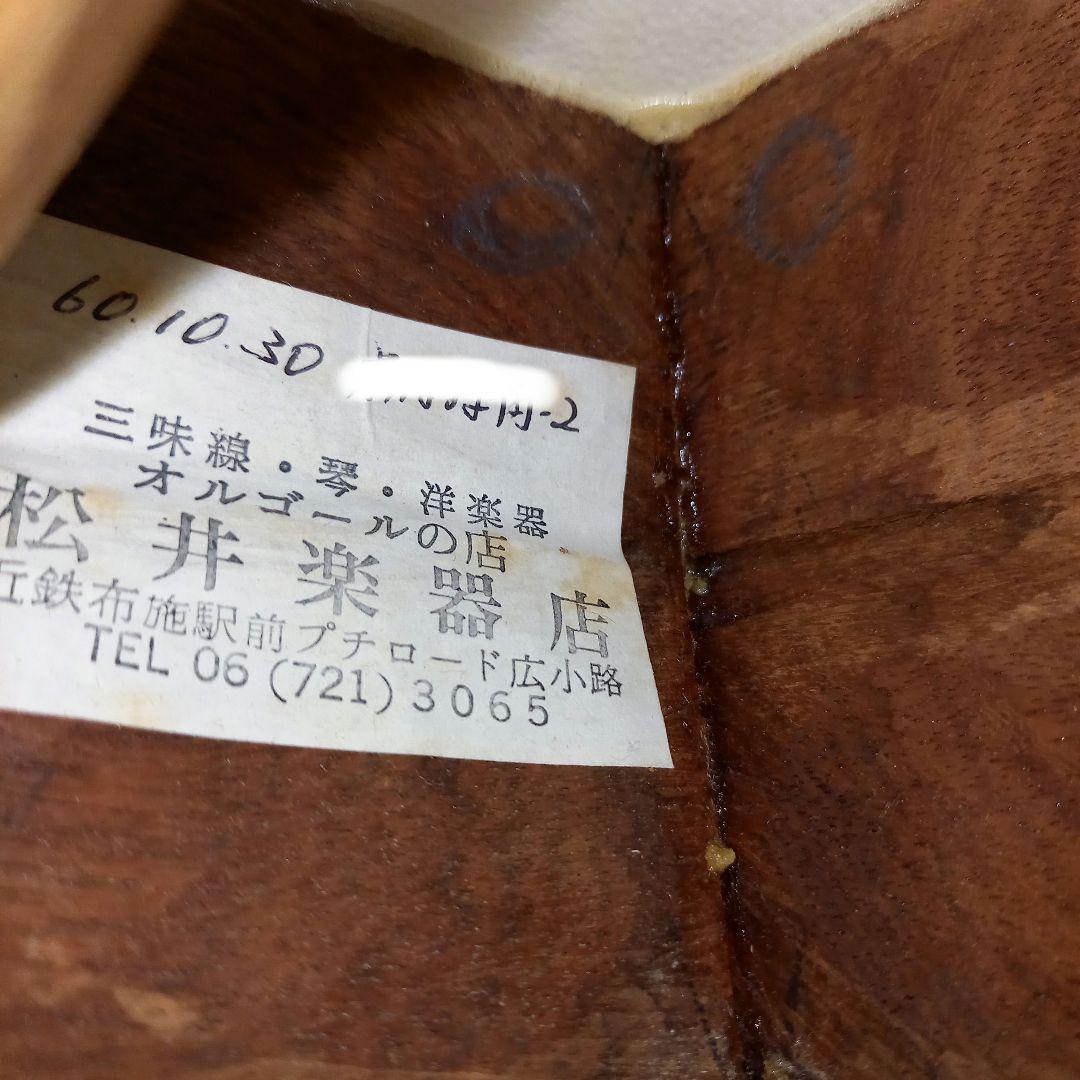 60.10.30
三味線・琴・洋楽器
オルゴールの店
松井楽器店
近鉄布施駅前プチロード広小路
TEL 06 (721) 3065